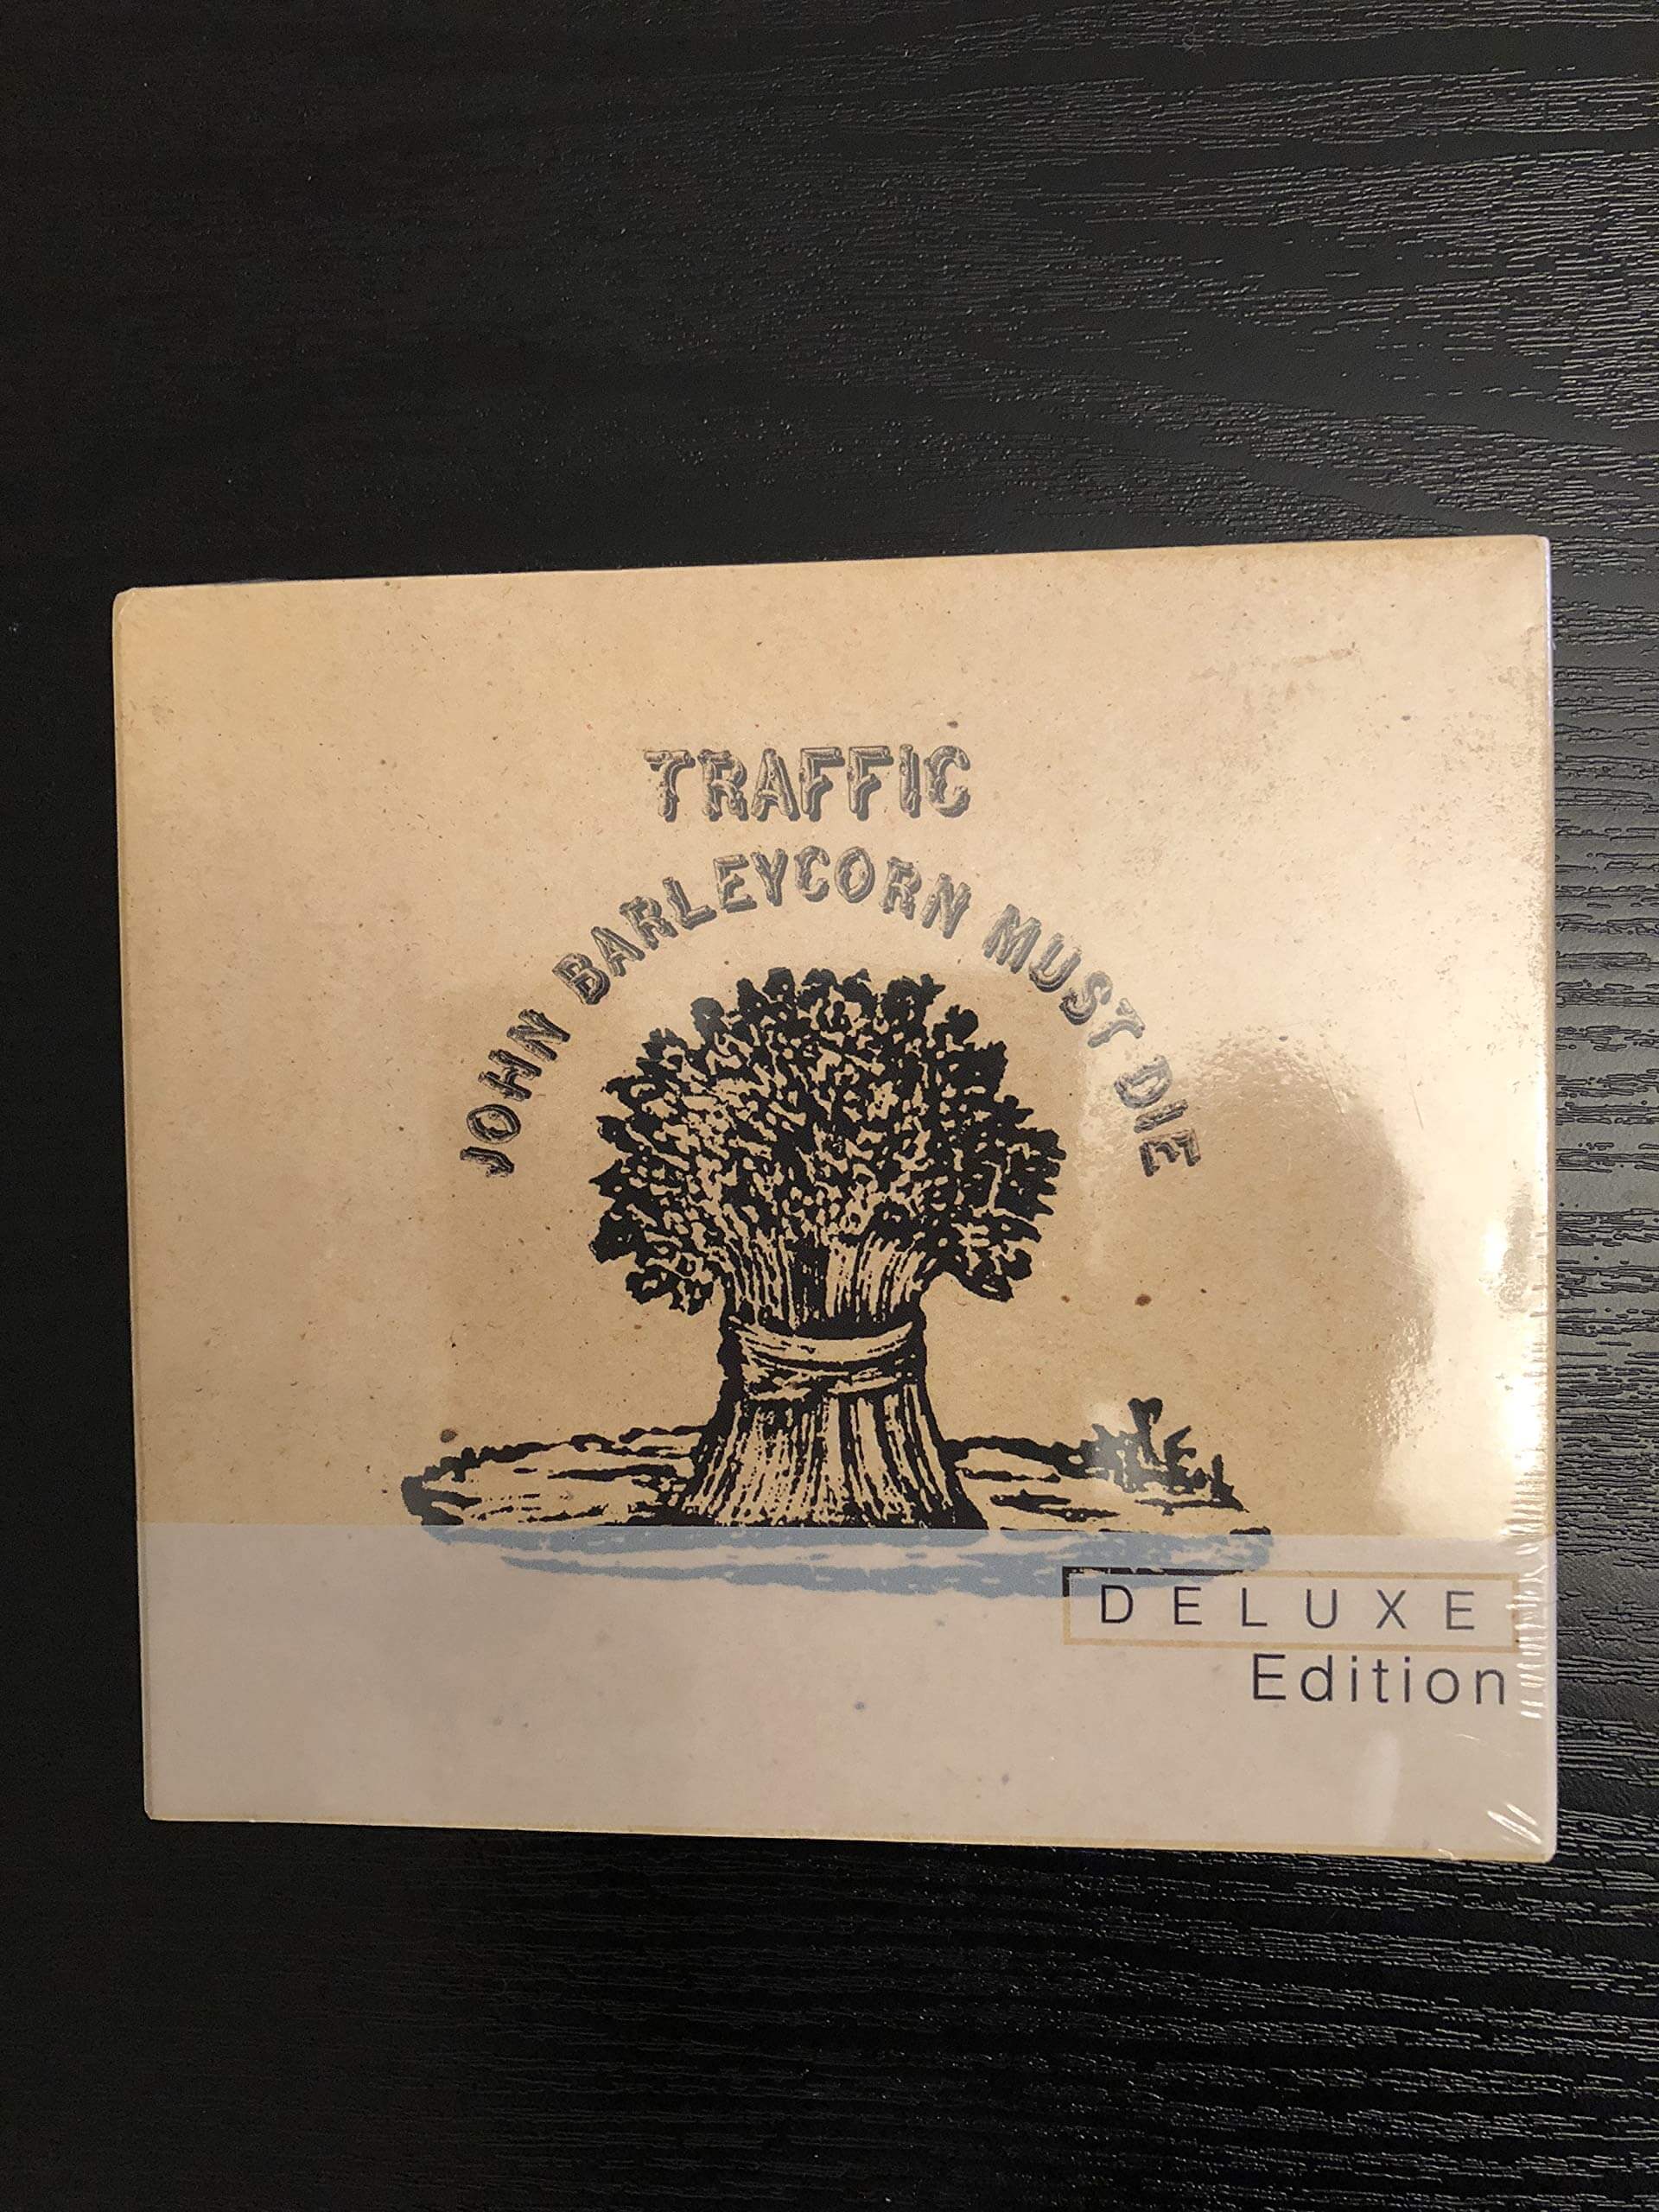 TRAFFIC
JOHN BARLEYCORN MUST DIE
DELUXE
Edition